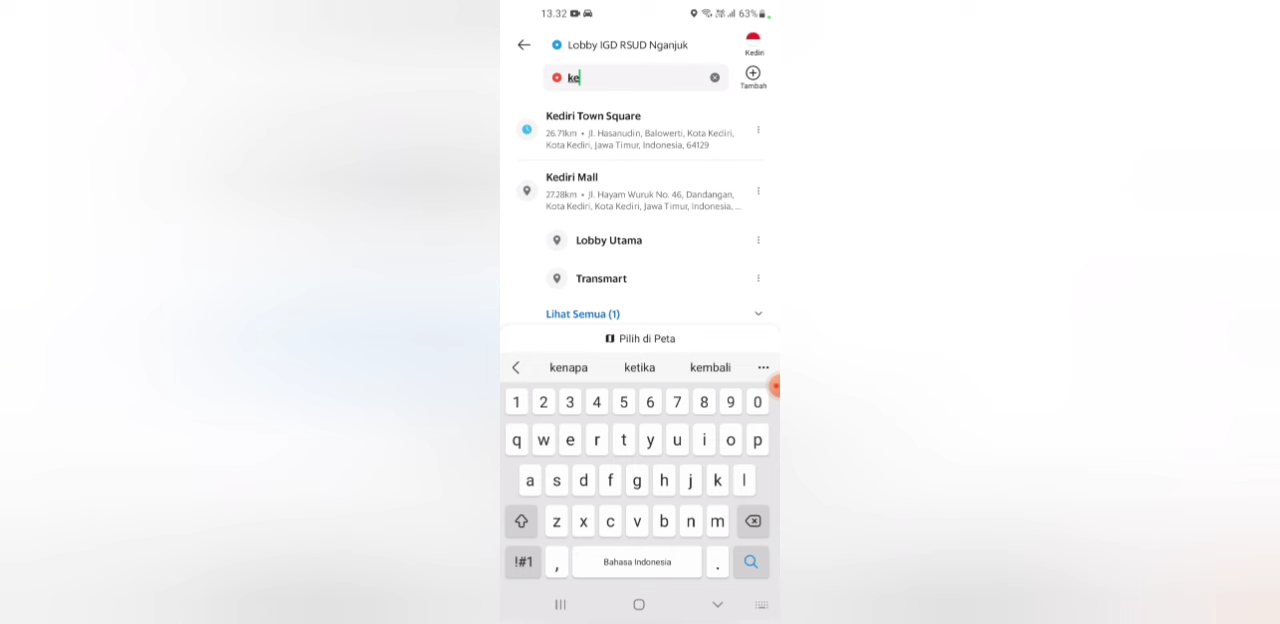 13.32 63%
Lobby IGD RSUD Nganjuk
Kediri
ke
Tambah
Kediri Town Square
26.71km • Jl. Hasanudin, Balowerti, Kota Kediri,
Kota Kediri, Jawa Timur, Indonesia, 64129
Kediri Mall
27.28km • Jl. Hayam Wuruk No. 46, Dandangan,
Kota Kediri, Kota Kediri, Jawa Timur, Indonesia, ...
Lobby Utama
Transmart
Lihat Semua (1)
Pilih di Peta
kenapa ketika kembali ...
1 2 3 4 5 6 7 8 9 0
q w e r t y u i o p
a s d f g h j k l
z x c v b n m
!#1 , Bahasa Indonesia .